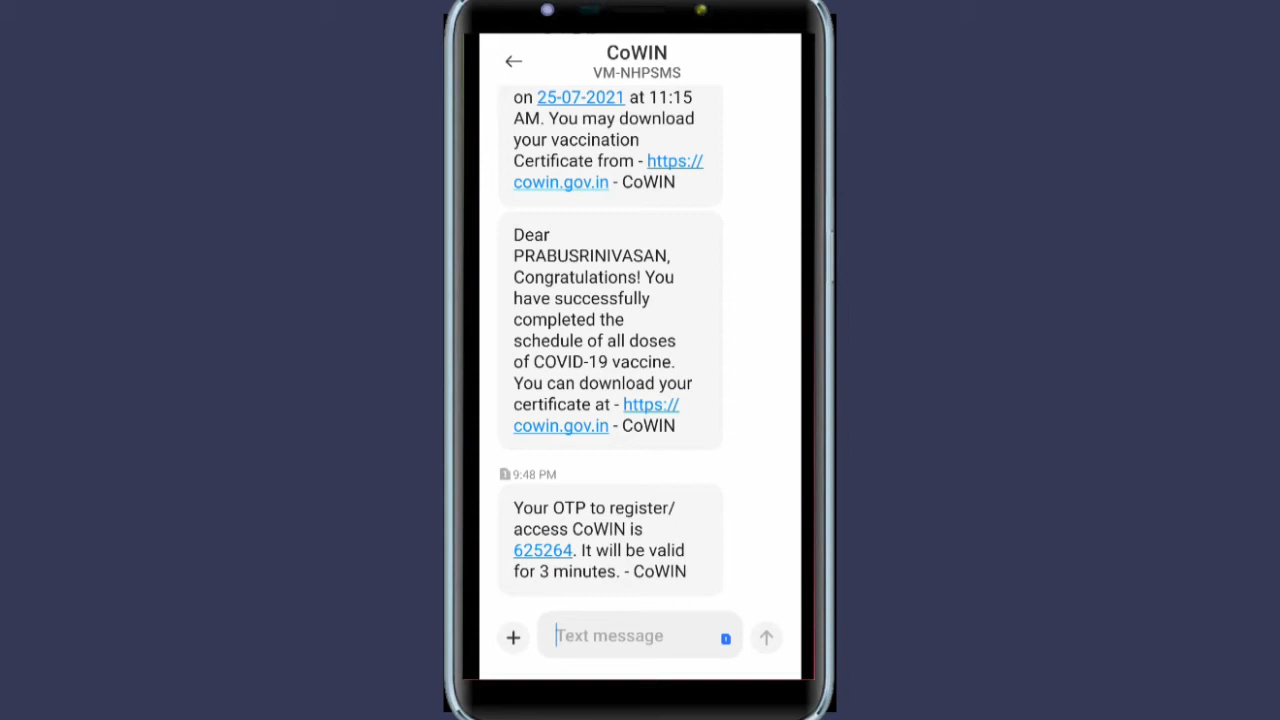 CoWIN
VM-NHPSMS
on 25-07-2021 at 11:15
AM. You may download
your vaccination
Certificate from - https://
cowin.gov.in - CoWIN
Dear
PRABUSRINIVASAN,
Congratulations! You
have successfully
completed the
schedule of all doses
of COVID-19 vaccine.
You can download your
certificate at - https://
cowin.gov.in - CoWIN
1 9:48 PM
Your OTP to register/
access CoWIN is
625264. It will be valid
for 3 minutes. - CoWIN
Text message
1